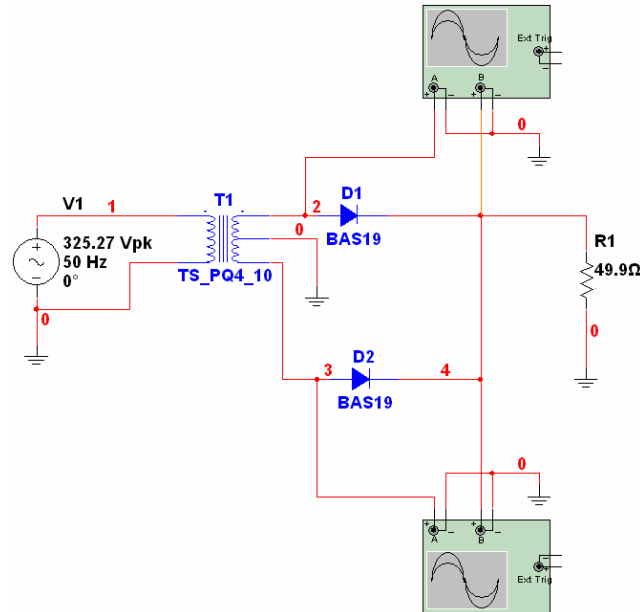 Ext Trig
+
−
A
B
+ −
+ −
0
V1
1
T1
2
D1
0
BAS19
R1
49.9Ω
325.27 Vpk
50 Hz
0°
+
−
TS_PQ4_10
0
0
3
D2
4
BAS19
0
+ −
+ −
A
B
−
+
Ext Trig